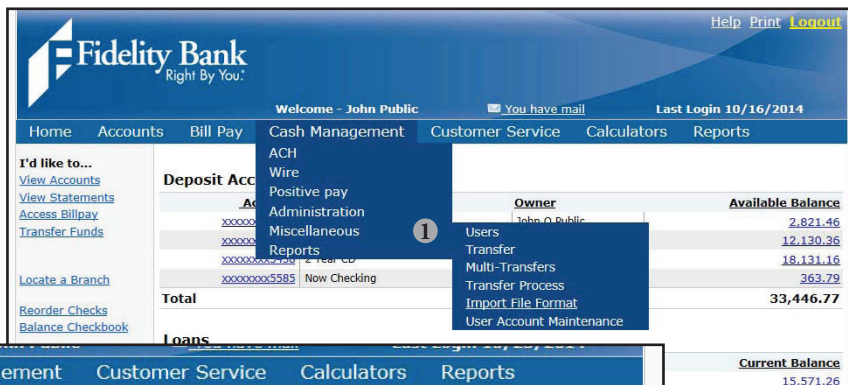 Help Print Logout
Fidelity Bank
Right By You.
Welcome - John Public You have mail Last Login 10/16/2014
Home Accounts Bill Pay Cash Management Customer Service Calculators Reports
I'd like to...
View Accounts
View Statements
Access Billpay
Transfer Funds
Locate a Branch
Reorder Checks
Balance Checkbook
ACH
Wire
Positive pay
Administration
Miscellaneous
Reports
1
Users
Transfer
Multi-Transfers
Transfer Process
Import File Format
User Account Maintenance
Deposit Acc
Owner Available Balance
John Q Public 2,821.46
12,130.36
18,131.16
xxxxxxxx5585 Now Checking 363.79
Total 33,446.77
Loans
Current Balance
15,571.26
ement Customer Service Calculators Reports